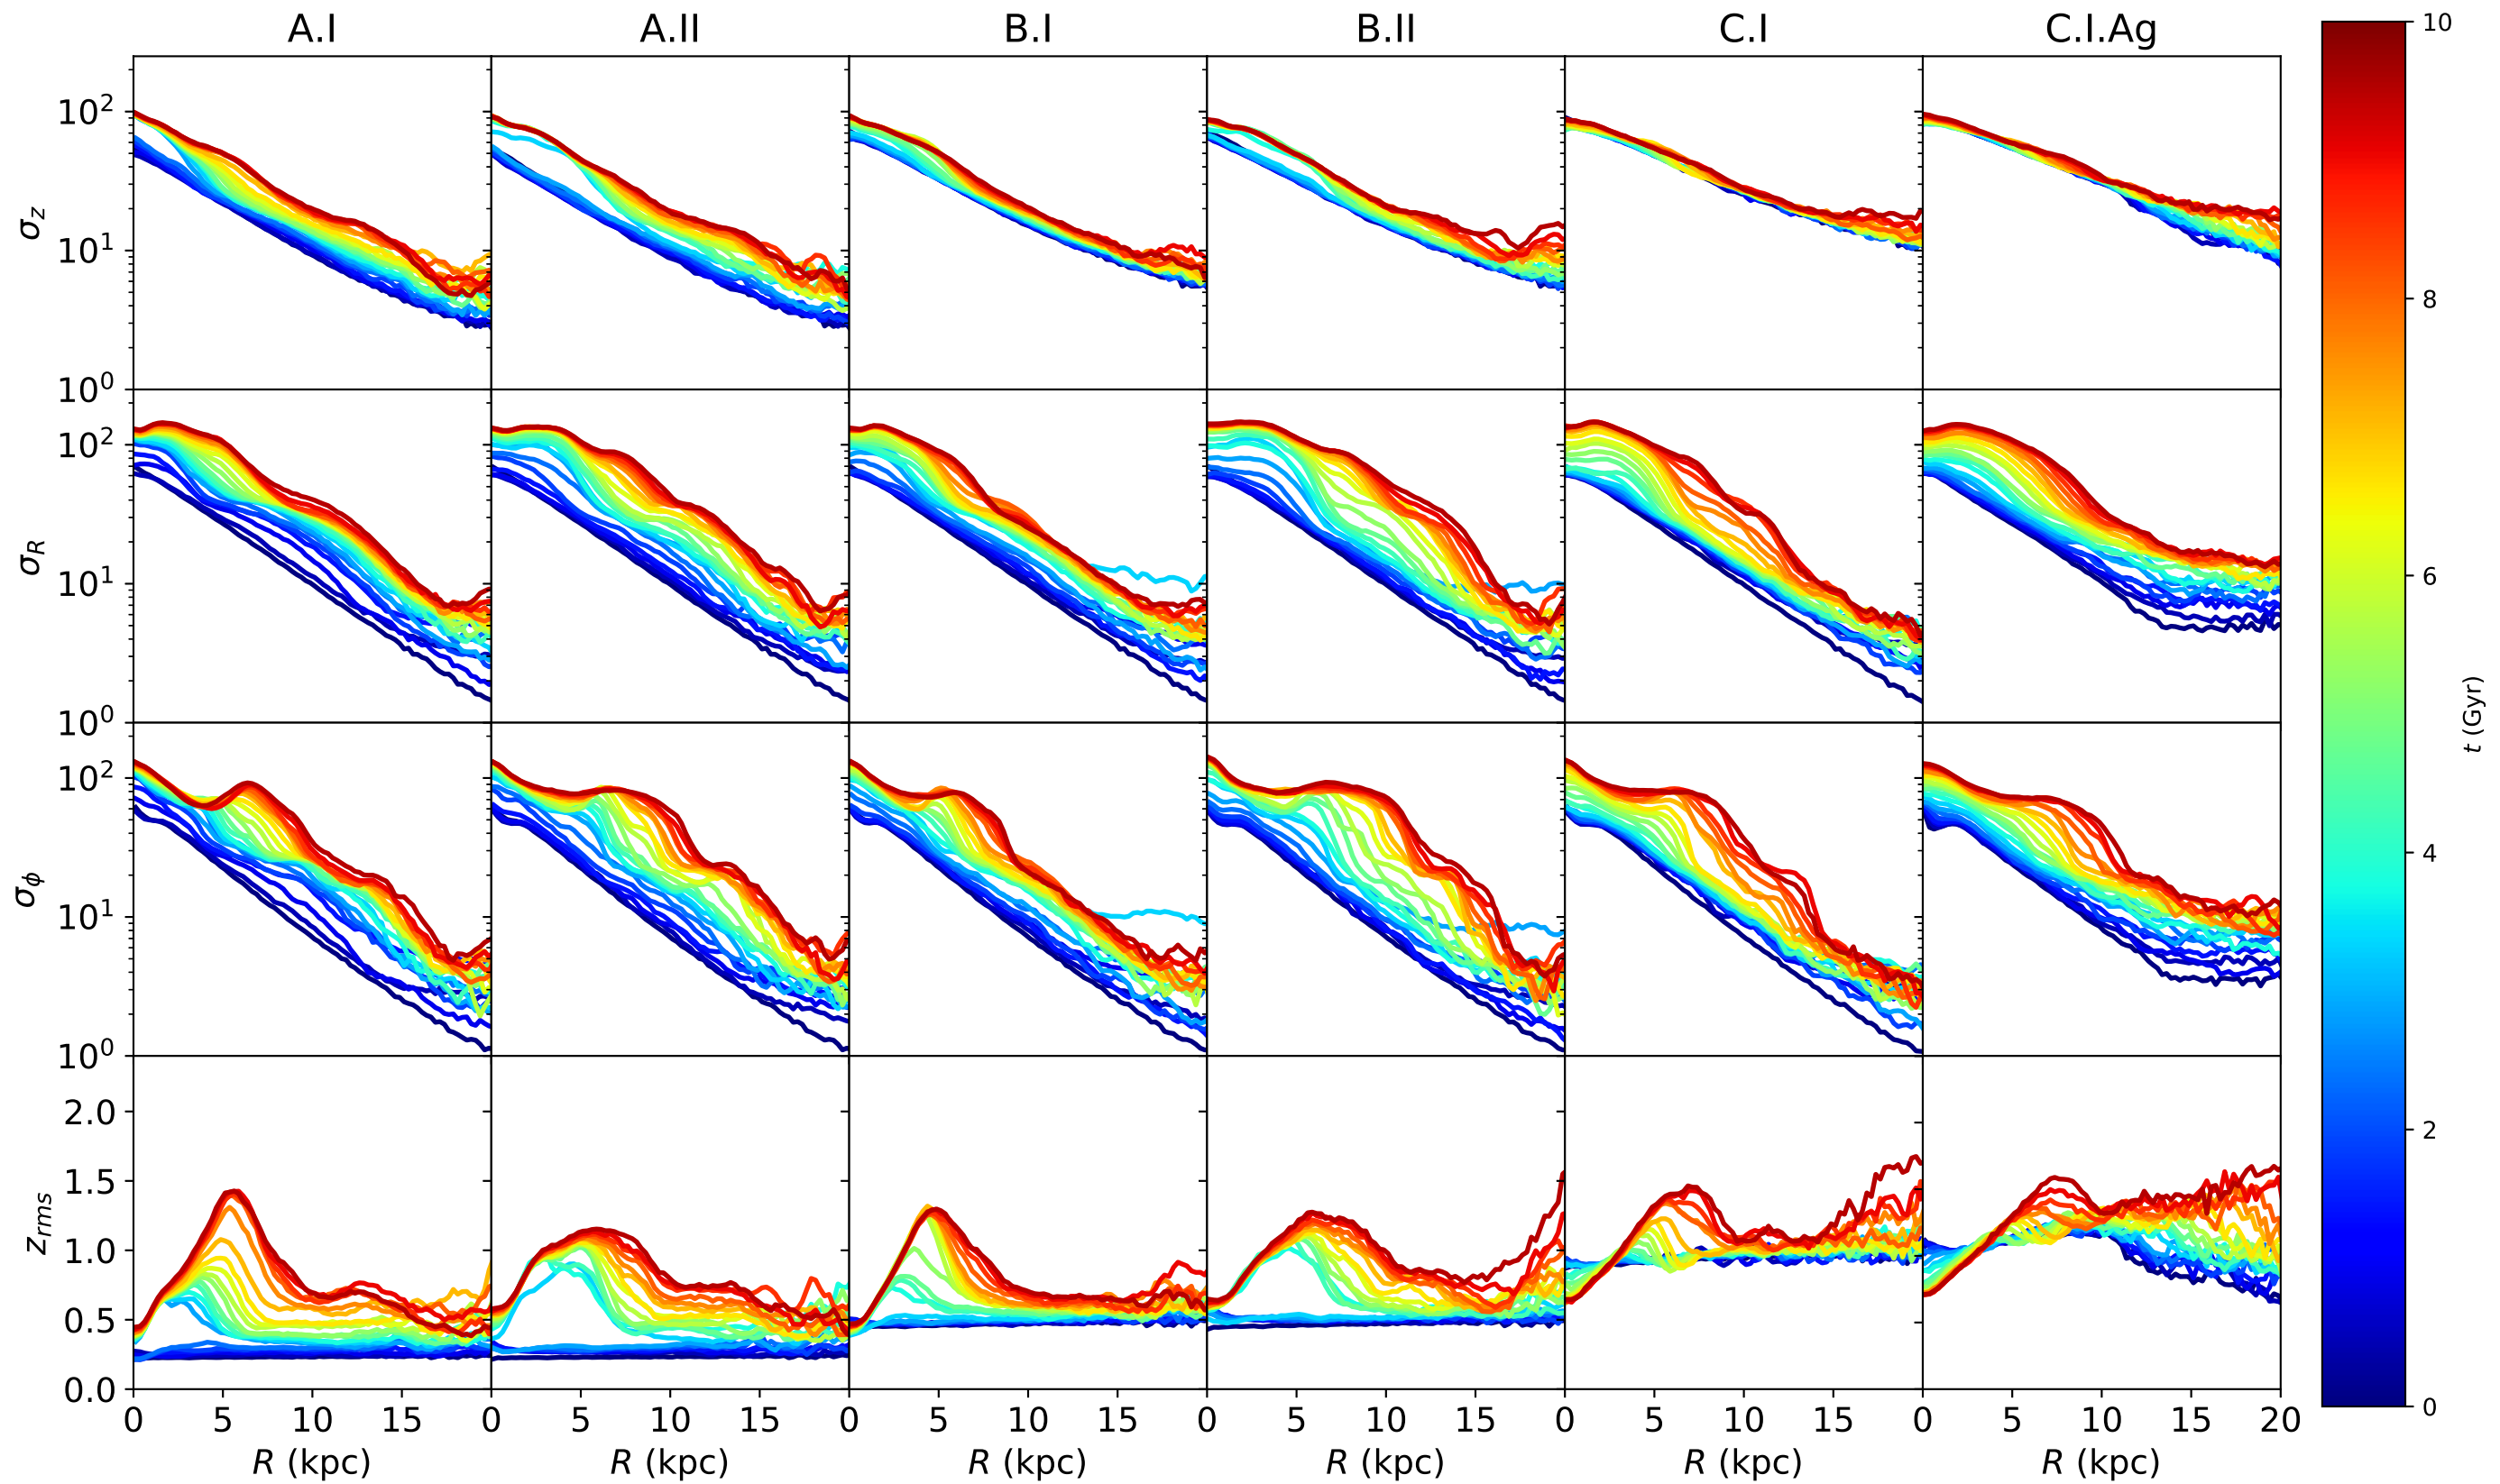 A.I A.II B.I B.II C.I C.I.Ag
10
10²
σz
10¹
10⁰
8
10²
σR
10¹
10⁰
6
t (Gyr)
10²
σϕ
10¹
10⁰
4
2.0
1.5
zrms
1.0
0.5
0.0
2
0
0 5 10 15 0 5 10 15 0 5 10 15 0 5 10 15 0 5 10 15 0 5 10 15 20
R (kpc) R (kpc) R (kpc) R (kpc) R (kpc) R (kpc)